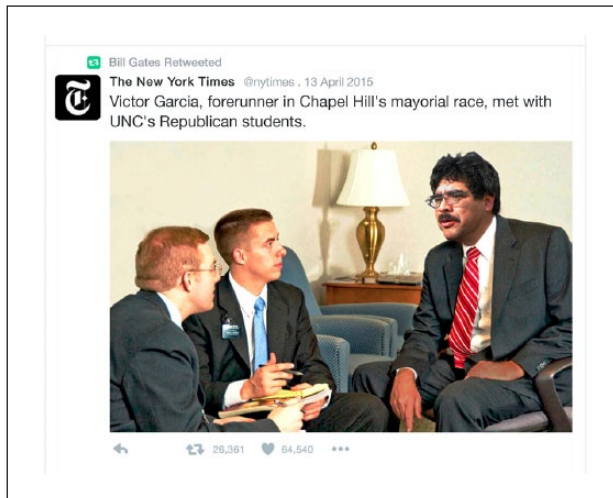 Bill Gates Retweeted
The New York Times @nytimes . 13 April 2015
Victor Garcia, forerunner in Chapel Hill's mayorial race, met with
UNC's Republican students.
26,361 64,540